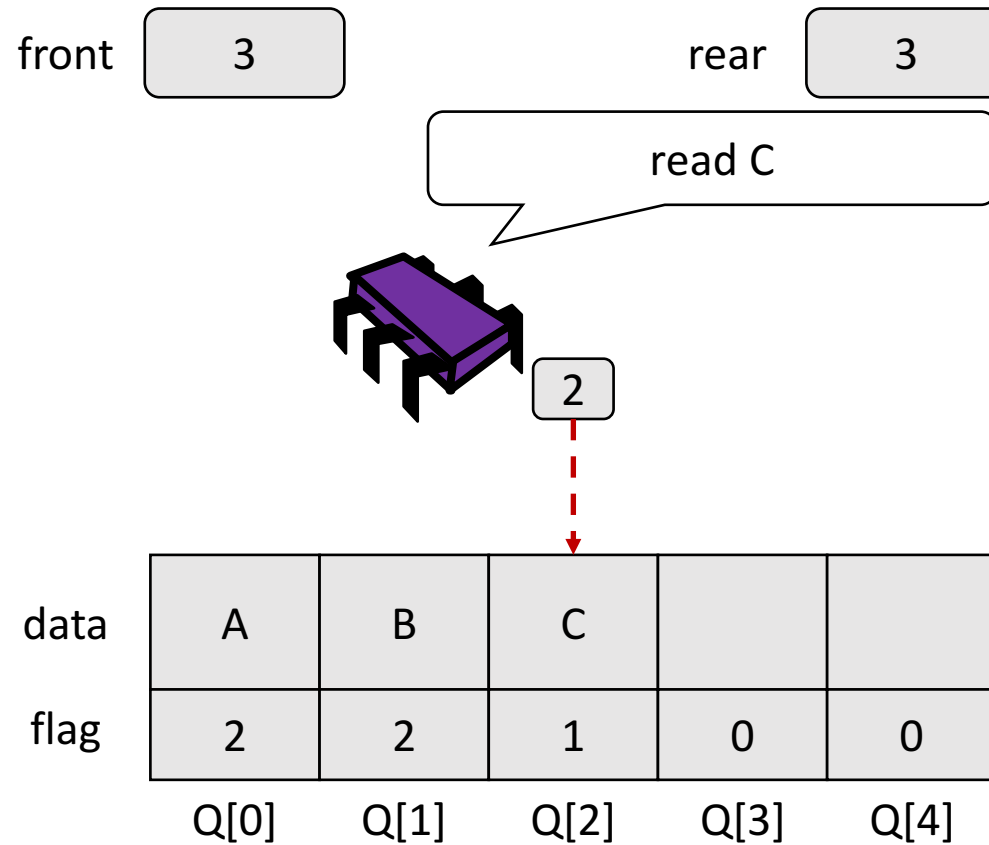 front 3 rear 3
read C
2
data A B C
flag 2 2 1 0 0
Q[0] Q[1] Q[2] Q[3] Q[4]